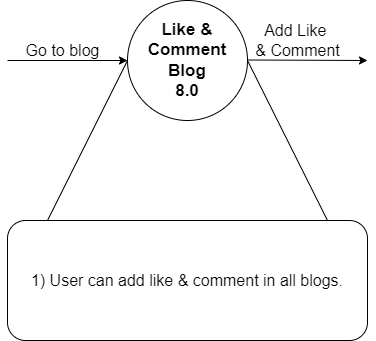 Go to blog
Like &
Comment
Blog
8.0
Add Like
& Comment
1) User can add like & comment in all blogs.